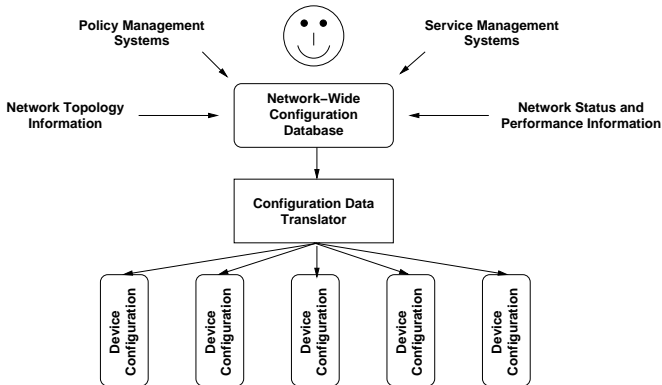 Policy Management
Systems
Service Management
Systems
Network Topology
Information
Network−Wide
Configuration
Database
Network Status and
Performance Information
Configuration Data
Translator
Device
Configuration
Device
Configuration
Device
Configuration
Device
Configuration
Device
Configuration